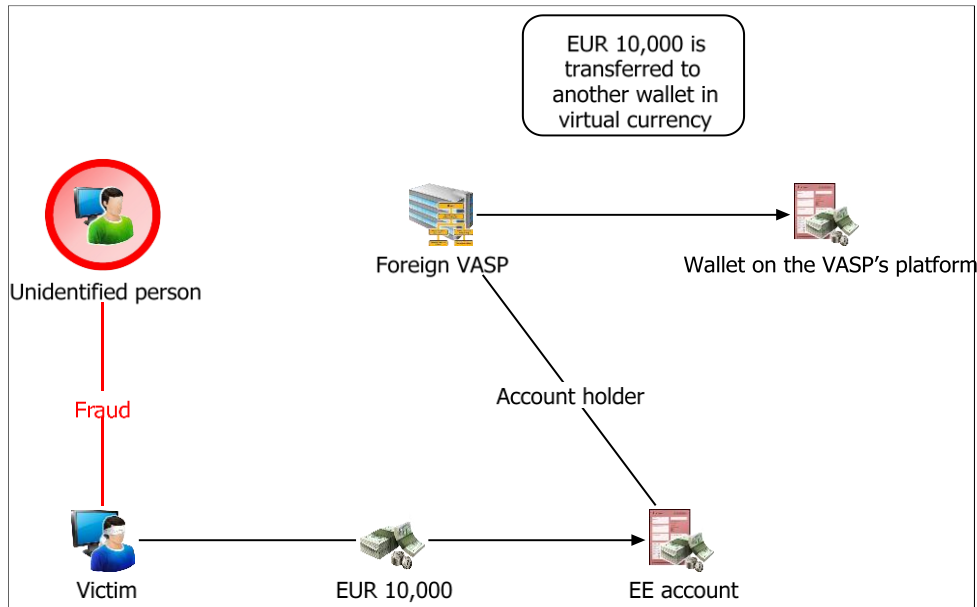 EUR 10,000 is
transferred to
another wallet in
virtual currency
Foreign VASP
Wallet on the VASP's platform
Unidentified person
Account holder
Fraud
Victim
EUR 10,000
EE account